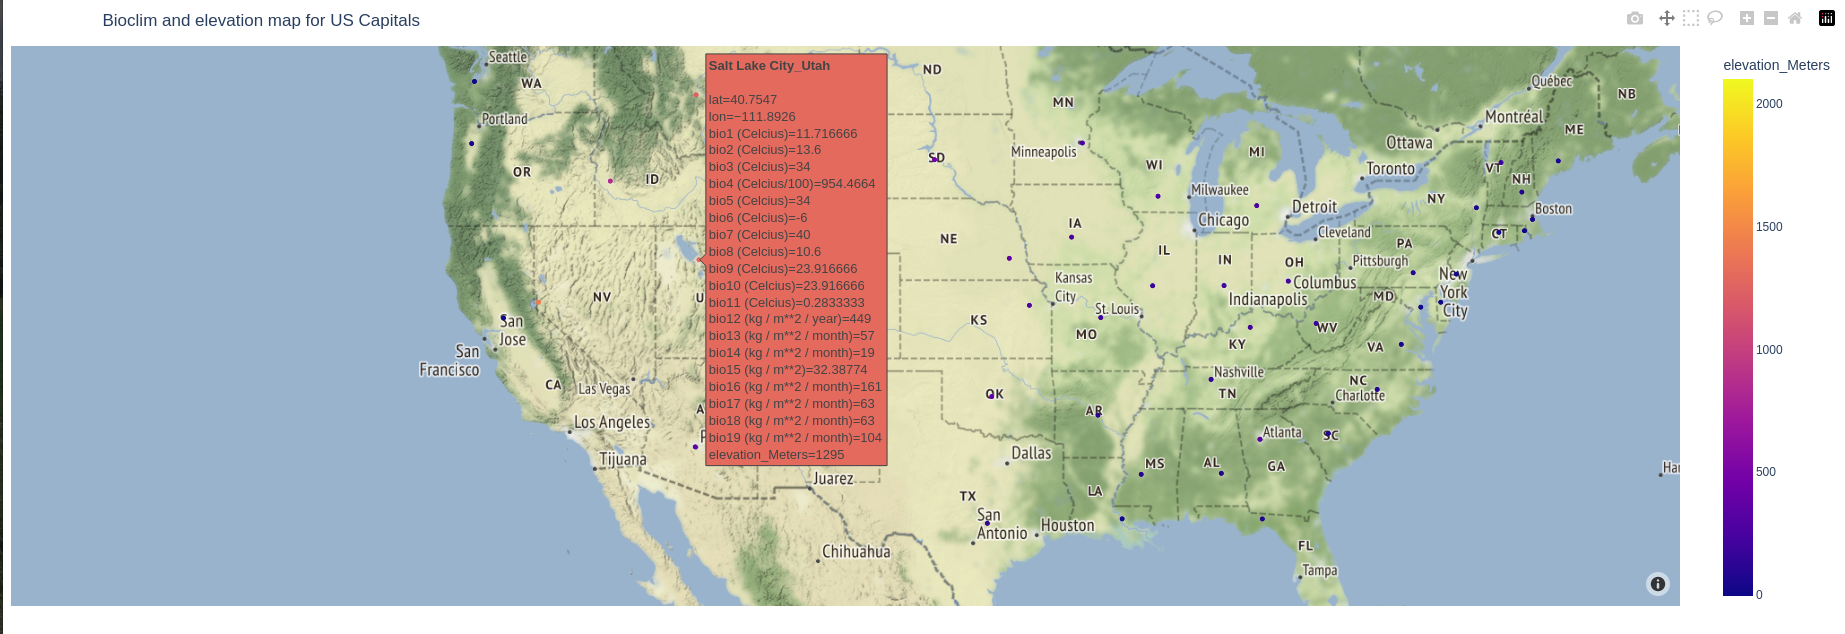 Bioclim and elevation map for US Capitals
elevation_Meters
2000
1500
1000
500
0
Salt Lake City_Utah
lat=40.7547
lon=−111.8926
bio1 (Celcius)=11.716666
bio2 (Celcius)=13.6
bio3 (Celcius)=34
bio4 (Celcius/100)=954.4664
bio5 (Celcius)=34
bio6 (Celcius)=-6
bio7 (Celcius)=40
bio8 (Celcius)=10.6
bio9 (Celcius)=23.916666
bio10 (Celcius)=23.916666
bio11 (Celcius)=0.2833333
bio12 (kg / m**2 / year)=449
bio13 (kg / m**2 / month)=57
bio14 (kg / m**2 / month)=19
bio15 (kg / m**2)=32.38774
bio16 (kg / m**2 / month)=161
bio17 (kg / m**2 / month)=63
bio18 (kg / m**2 / month)=63
bio19 (kg / m**2 / month)=104
elevation_Meters=1295
Seattle
WA
Portland
OR
ID
NV
U
San
Jose
San
Francisco
CA
Las Vegas
Los Angeles
Tijuana
A
P
Juarez
Chihuahua
ND
SD
NE
KS
OK
TX
Dallas
San
Antonio
Houston
MN
Minneapolis
IA
Kansas
City
MO
St. Louis
AR
LA
MS
AL
GA
FL
Tampa
WI
Milwaukee
Chicago
IL
IN
Indianapolis
MI
Detroit
OH
Columbus
Cleveland
KY
Nashville
TN
Atlanta
SC
NC
Charlotte
VA
WV
Pittsburgh
PA
MD
New
York
City
NY
CT
Boston
NH
VT
ME
NB
Québec
Montréal
Ottawa
Toronto
Ha